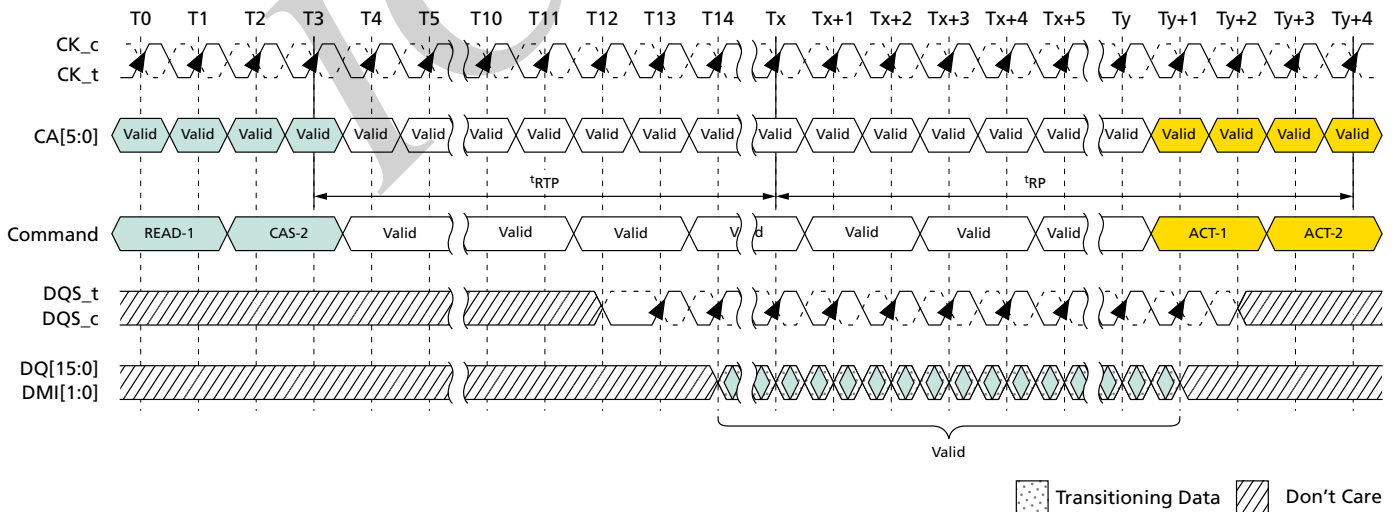 T0 T1 T2 T3 T4 T5 T10 T11 T12 T13 T14 Tx Tx+1 Tx+2 Tx+3 Tx+4 Tx+5 Ty Ty+1 Ty+2 Ty+3 Ty+4
CK_c
CK_t
CA[5:0] Valid Valid Valid Valid Valid Valid Valid Valid Valid Valid Valid Valid Valid Valid Valid Valid Valid Valid Valid Valid Valid Valid
tRTP tRP
Command READ-1 CAS-2 Valid Valid Valid Valid Valid Valid Valid ACT-1 ACT-2
DQS_t
DQS_c
DQ[15:0]
DMI[1:0]
Valid
Transitioning Data Don't Care